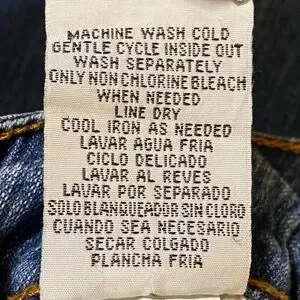 MACHINE WASH COLD
GENTLE CYCLE INSIDE OUT
WASH SEPARATELY
ONLY NON CHLORINE BLEACH
WHEN NEEDED
LINE DRY
COOL IRON AS NEEDED
LAVAR AGUA FRIA
CICLO DELICADO
LAVAR AL REVES
LAVAR POR SEPARADO
SOLO BLANQUEADOR SIN CLORO
CUANDO SEA NECESARIO
SECAR COLGADO
PLANCHA FRIA